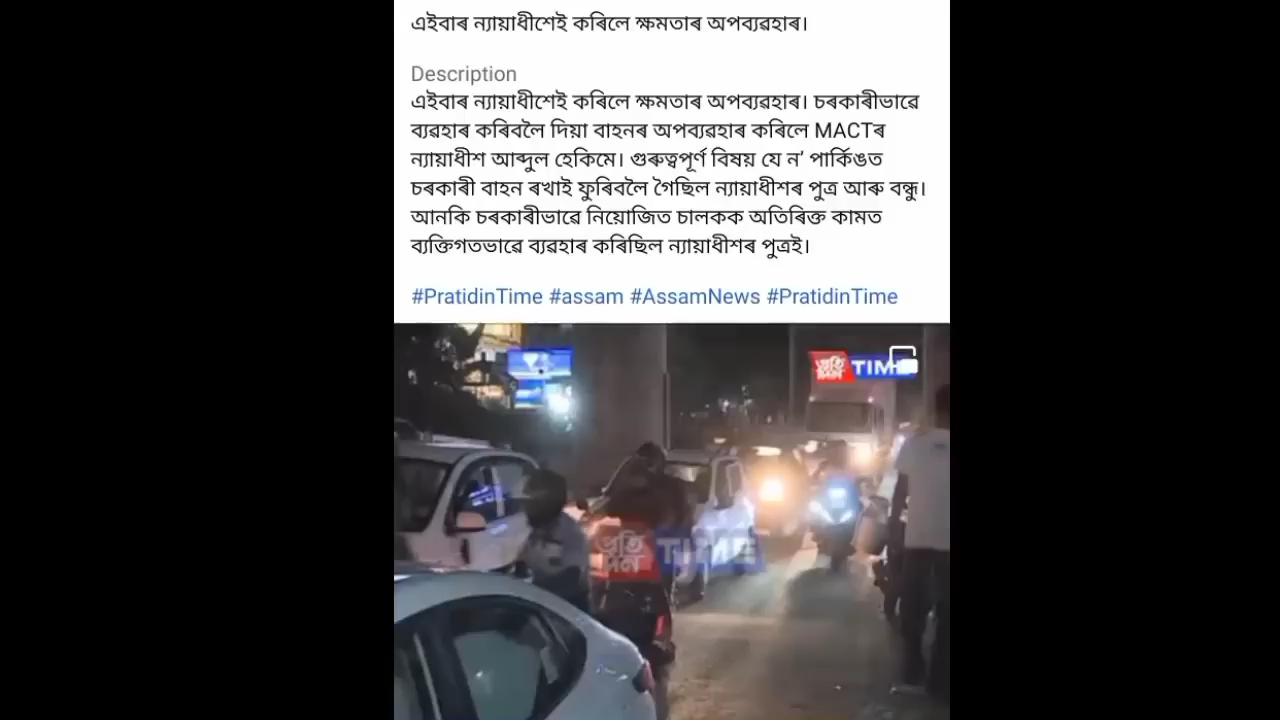 এইবাৰ ন্যায়াধীশেই কৰিলে ক্ষমতাৰ অপব্যৱহাৰ।
Description
এইবাৰ ন্যায়াধীশেই কৰিলে ক্ষমতাৰ অপব্যৱহাৰ। চৰকাৰীভাৱে
ব্যৱহাৰ কৰিবলৈ দিয়া বাহনৰ অপব্যৱহাৰ কৰিলে MACTৰ
ন্যায়াধীশ আব্দুল হেকিমে। গুৰুত্বপূৰ্ণ বিষয় যে ন’ পাৰ্কিঙত
চৰকাৰী বাহন ৰখাই ফুৰিবলৈ গৈছিল ন্যায়াধীশৰ পুত্ৰ আৰু বন্ধু।
আনকি চৰকাৰীভাৱে নিয়োজিত চালকক অতিৰিক্ত কামত
ব্যক্তিগতভাৱে ব্যৱহাৰ কৰিছিল ন্যায়াধীশৰ পুত্ৰই।
#PratidinTime #assam #AssamNews #PratidinTime
প্ৰতিদিন TIME
প্ৰতিদিন TIME